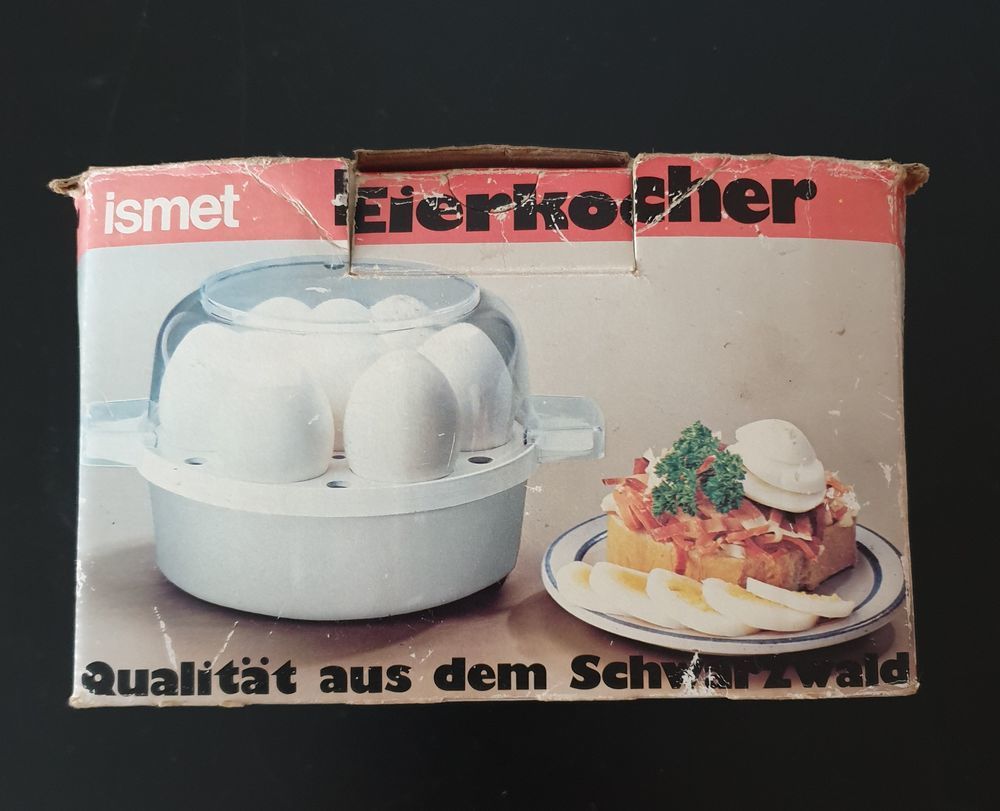 ismet Eierkocher
Qualität aus dem Schwarzwald